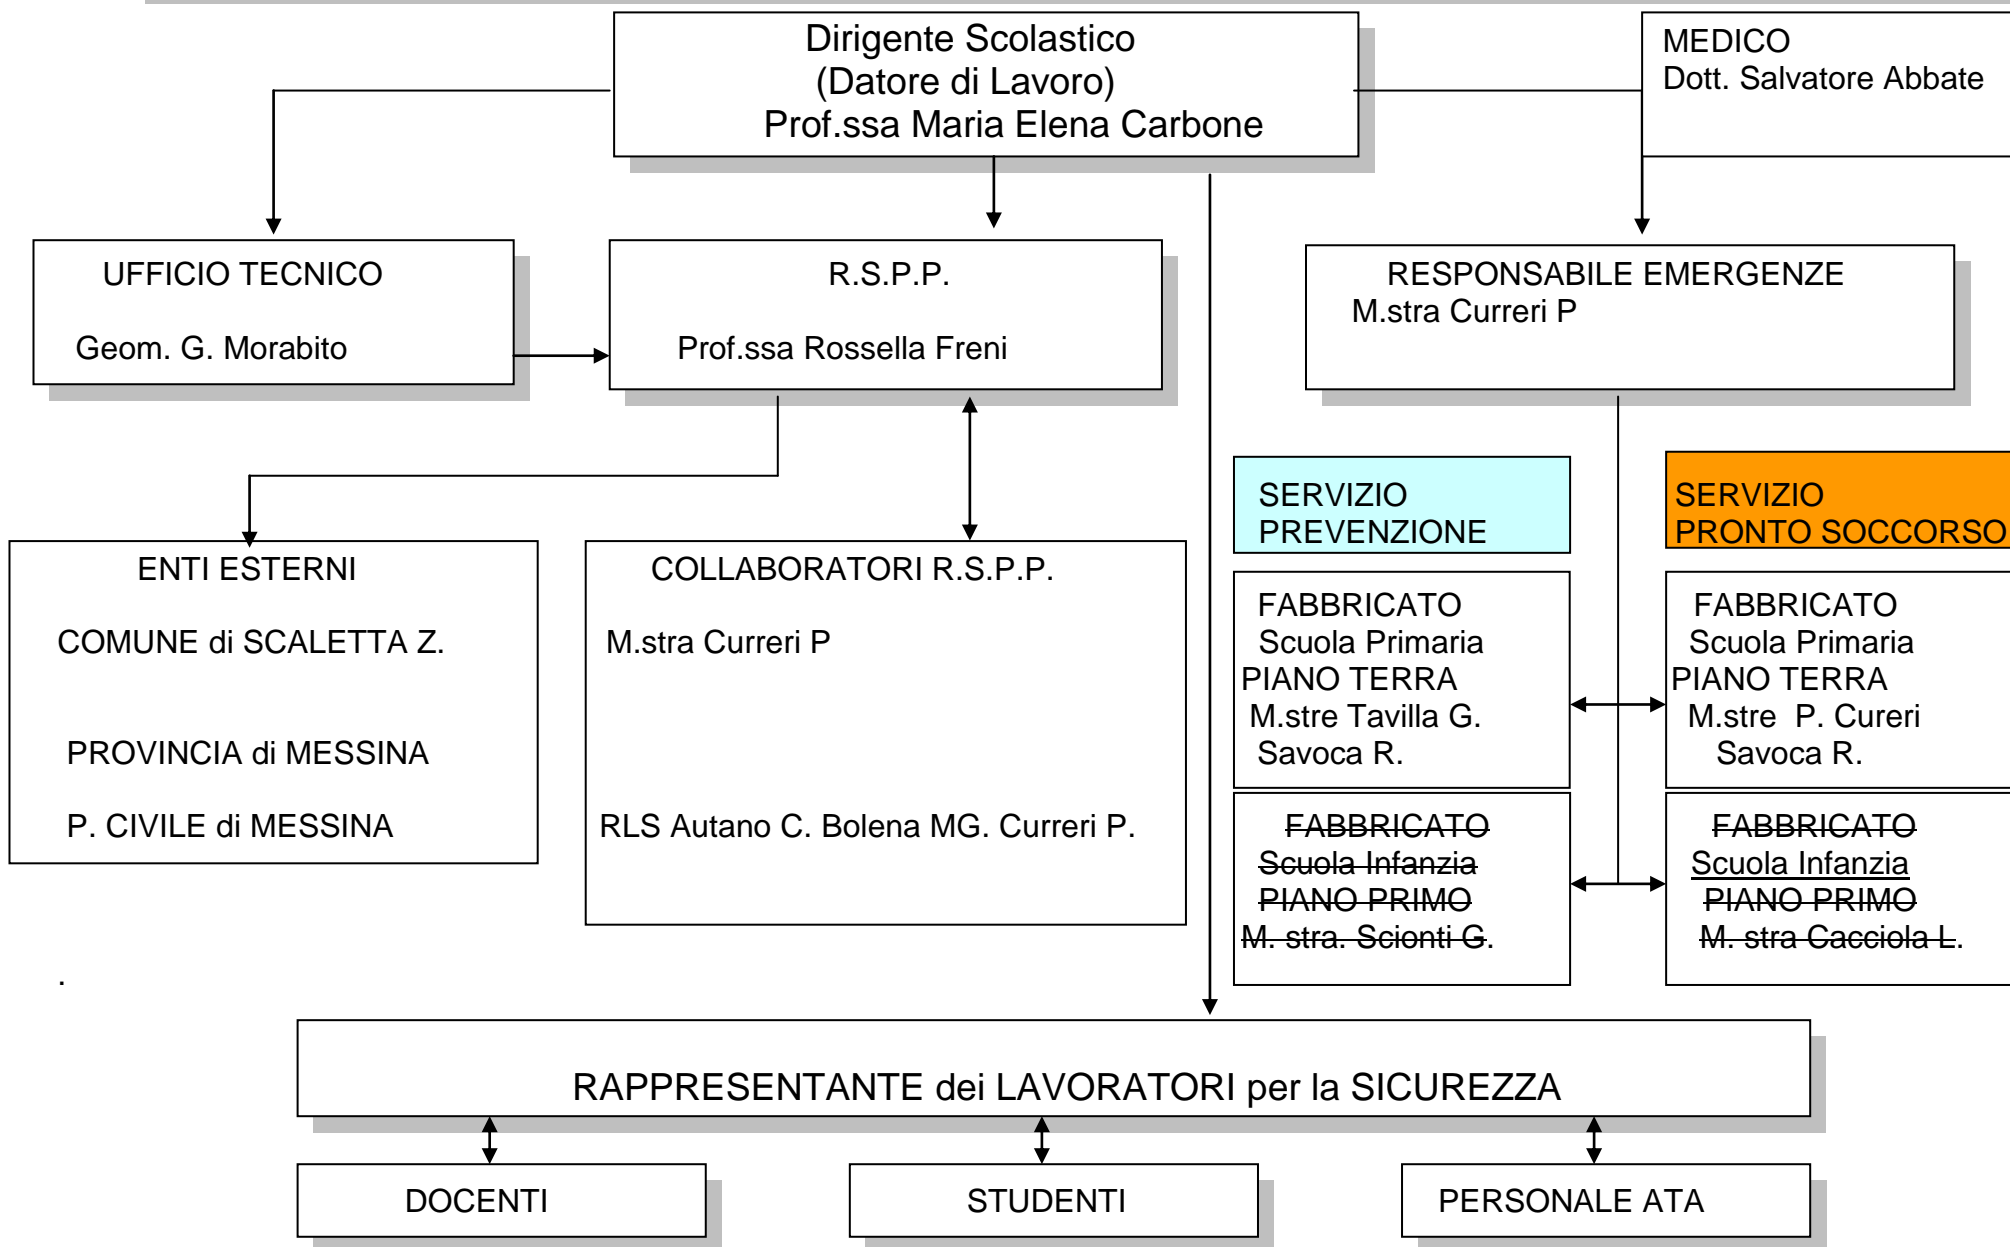 Dirigente Scolastico
(Datore di Lavoro)
Prof.ssa Maria Elena Carbone
MEDICO
Dott. Salvatore Abbate
UFFICIO TECNICO
Geom. G. Morabito
R.S.P.P.
Prof.ssa Rossella Freni
RESPONSABILE EMERGENZE
M.stra Curreri P
ENTI ESTERNI
COMUNE di SCALETTA Z.
PROVINCIA di MESSINA
P. CIVILE di MESSINA
COLLABORATORI R.S.P.P.
M.stra Curreri P
RLS Autano C. Bolena MG. Curreri P.
SERVIZIO
PREVENZIONE
SERVIZIO
PRONTO SOCCORSO
FABBRICATO
Scuola Primaria
PIANO TERRA
M.stre Tavilla G.
Savoca R.
FABBRICATO
Scuola Primaria
PIANO TERRA
M.stre P. Cureri
Savoca R.
FABBRICATO
Scuola Infanzia
PIANO PRIMO
M. stra. Scionti G.
FABBRICATO
Scuola Infanzia
PIANO PRIMO
M. stra Cacciola L.
.
RAPPRESENTANTE dei LAVORATORI per la SICUREZZA
DOCENTI
STUDENTI
PERSONALE ATA